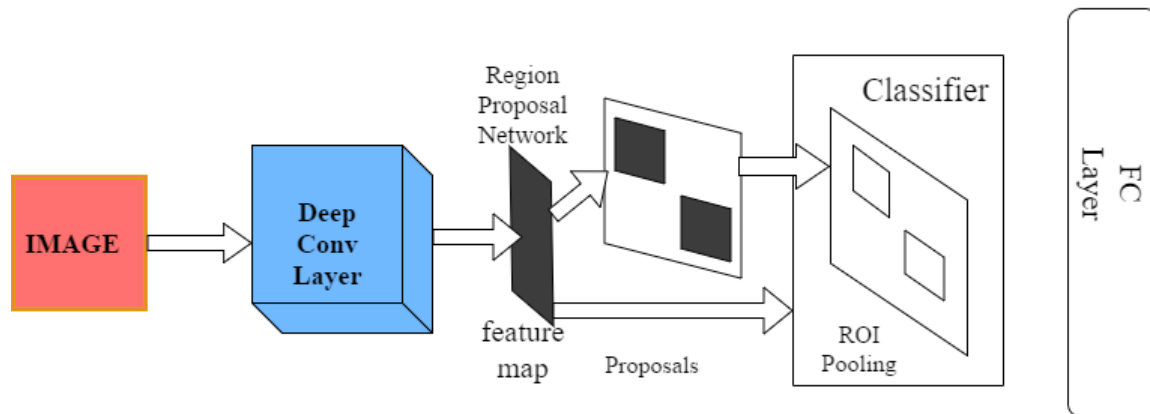 IMAGE
Deep
Conv
Layer
Region
Proposal
Network
feature
map
Proposals
Classifier
ROI
Pooling
FC
Layer